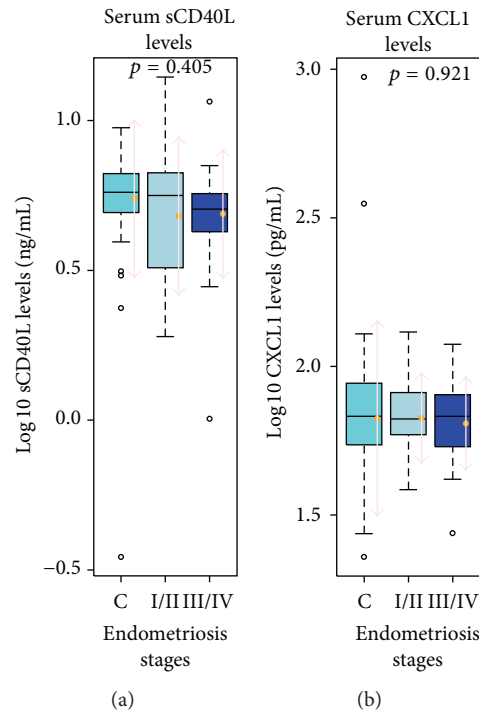 Serum sCD40L
levels
p = 0.405
Log 10 sCD40L levels (ng/mL)
1.0
0.5
0.0
−0.5
C I/II III/IV
Endometriosis
stages
(a)
Serum CXCL1
levels
p = 0.921
Log 10 CXCL1 levels (pg/mL)
3.0
2.5
2.0
1.5
C I/II III/IV
Endometriosis
stages
(b)